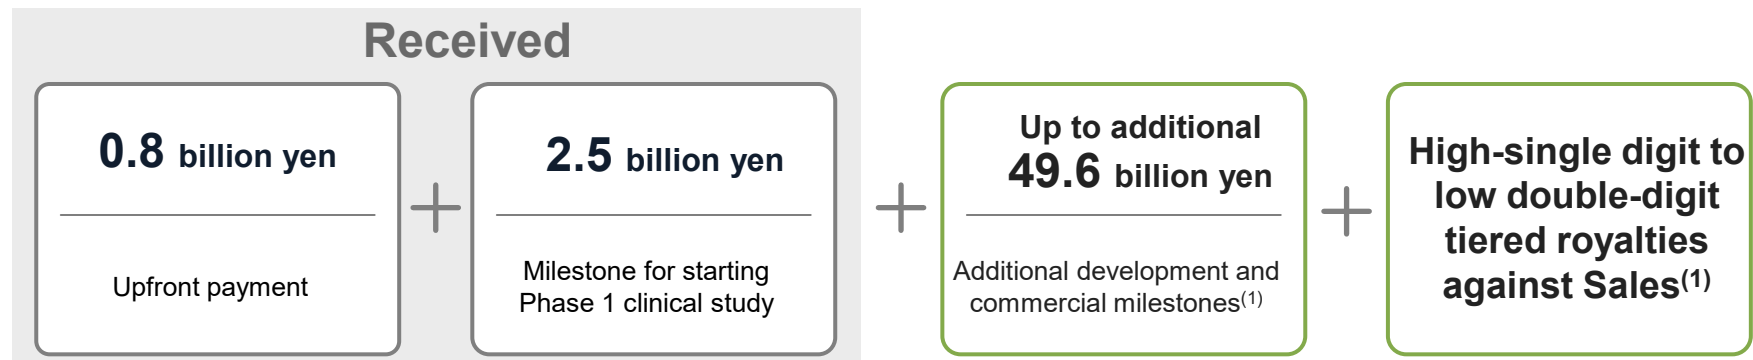 Received
0.8 billion yen
Upfront payment
2.5 billion yen
Milestone for starting
Phase 1 clinical study
Up to additional
49.6 billion yen
Additional development and
commercial milestones(1)
High-single digit to
low double-digit
tiered royalties
against Sales(1)